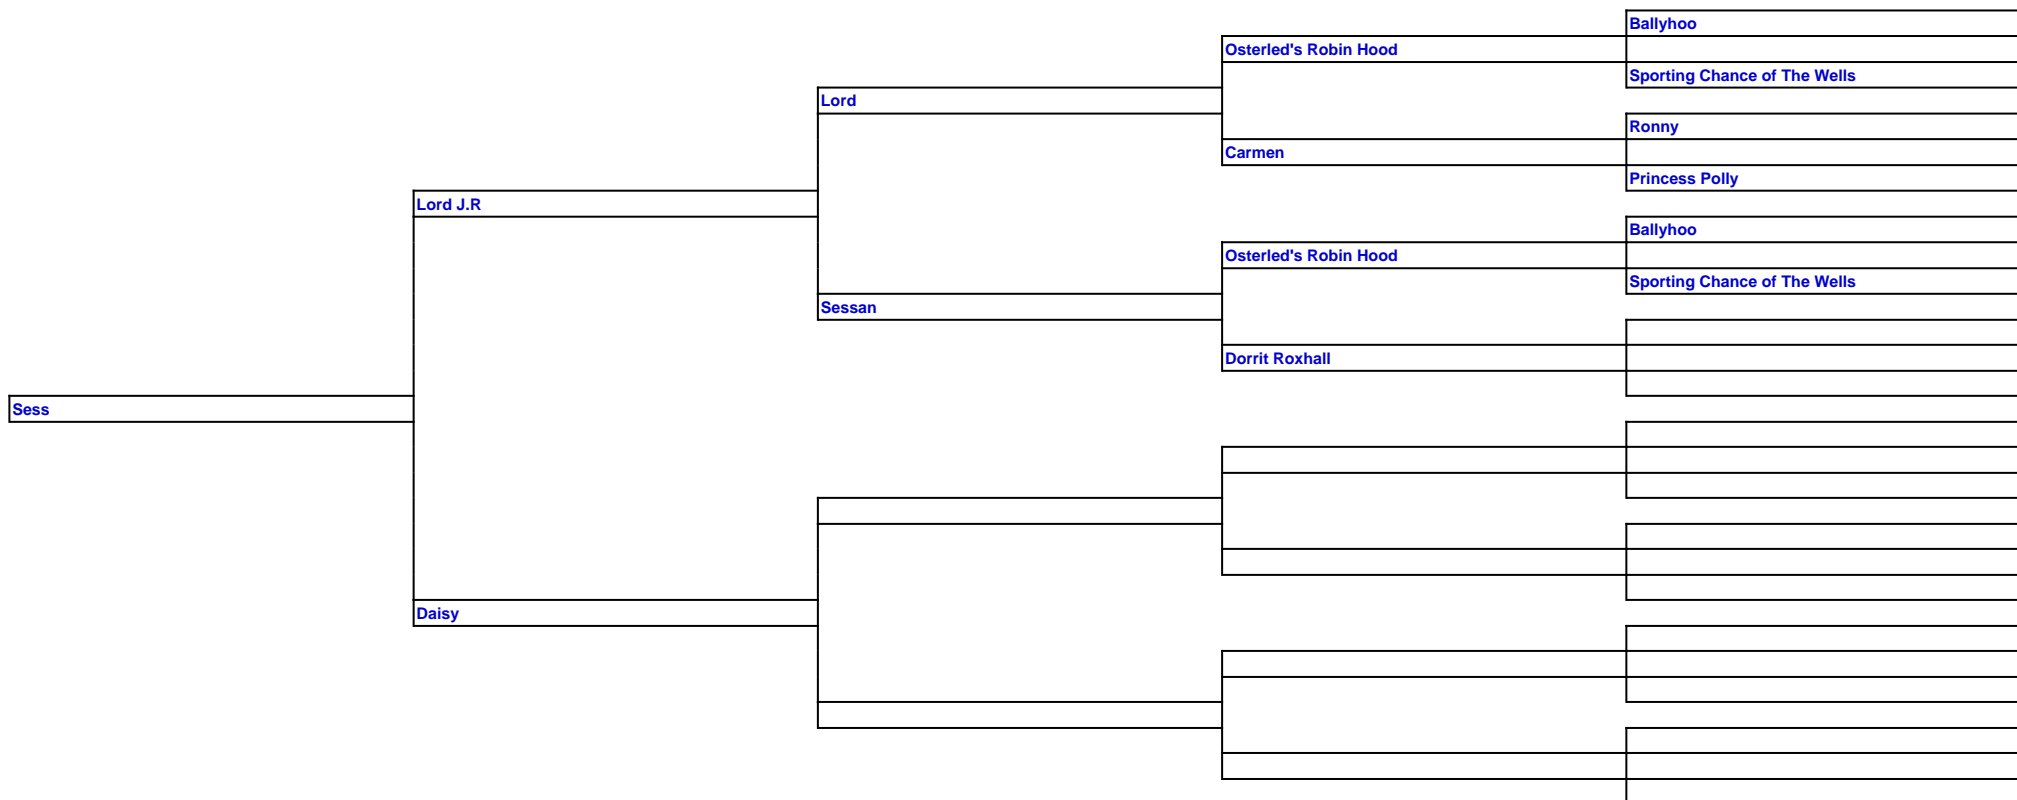 Ballyhoo
Osterled's Robin Hood
Sporting Chance of The Wells
Lord
Ronny
Carmen
Princess Polly
Lord J.R
Ballyhoo
Osterled's Robin Hood
Sporting Chance of The Wells
Sessan
Dorrit Roxhall
Sess
Daisy